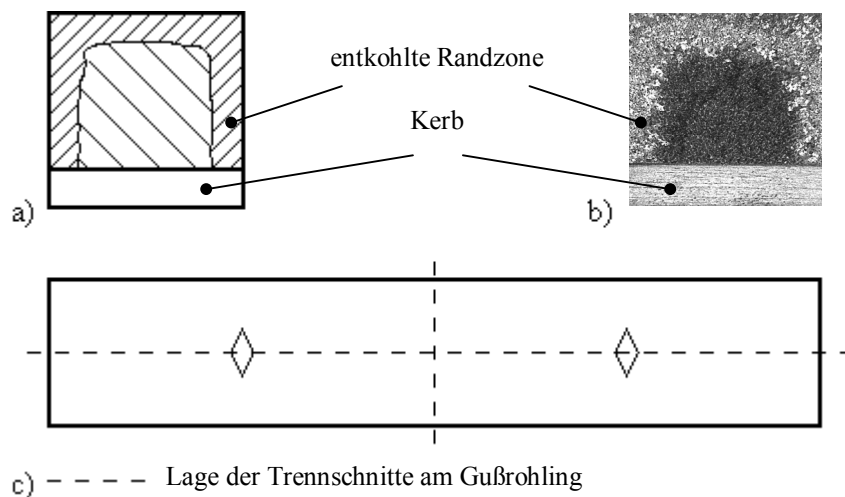 entkohlte Randzone
Kerb
a)
b)
c) Lage der Trennschnitte am Gußrohling